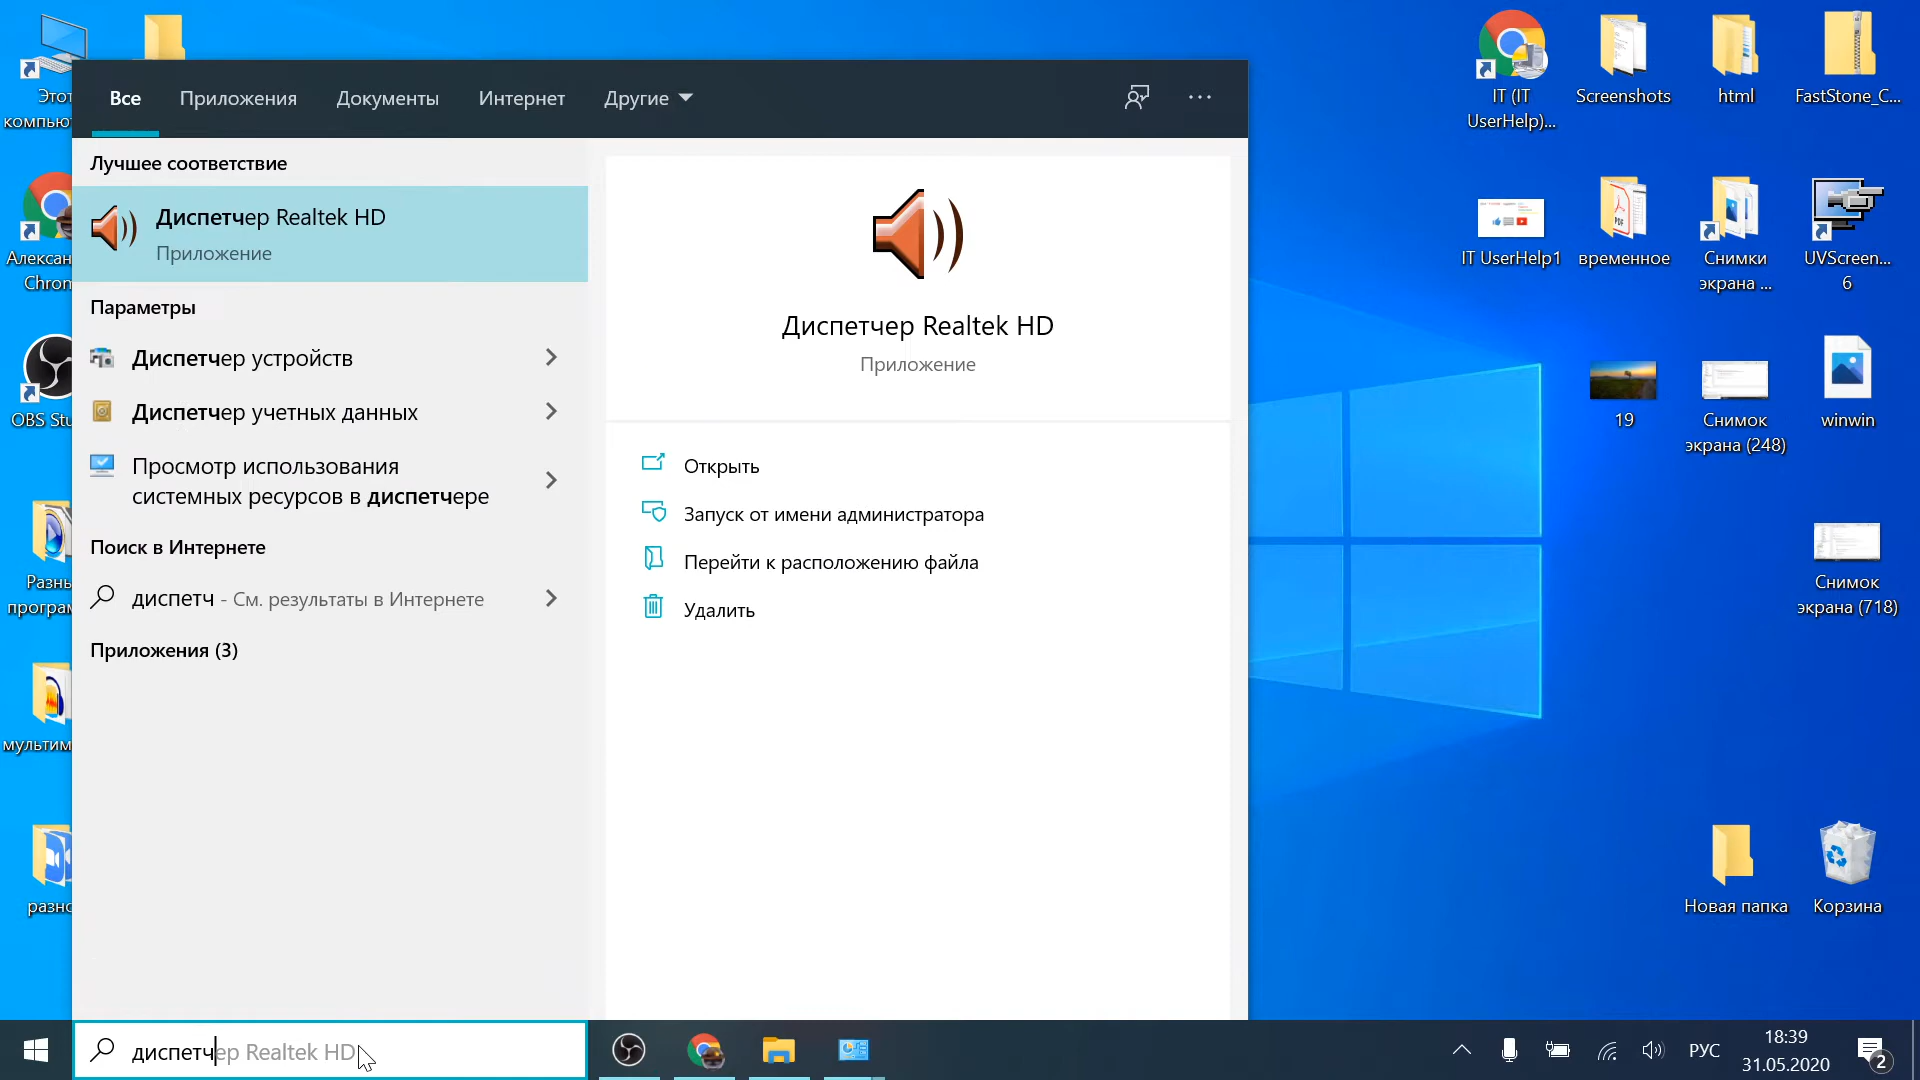 Все
Приложения
Документы
Интернет
Другие
Лучшее соответствие
Диспетчер Realtek HD
Приложение
Параметры
Диспетчер устройств
Диспетчер учетных данных
Просмотр использования
системных ресурсов в диспетчере
Поиск в Интернете
диспетч - См. результаты в Интернете
Приложения (3)
Диспетчер Realtek HD
Приложение
Открыть
Запуск от имени администратора
Перейти к расположению файла
Удалить
IT (IT
UserHelp)...
Screenshots
html
FastStone_C...
IT UserHelp1
временное
Снимки
экрана ...
UVScreen...
6
19
Снимок
экрана (248)
winwin
Снимок
экрана (718)
Новая папка
Корзина
диспетчер Realtek HD
РУС
18:39
31.05.2020
2